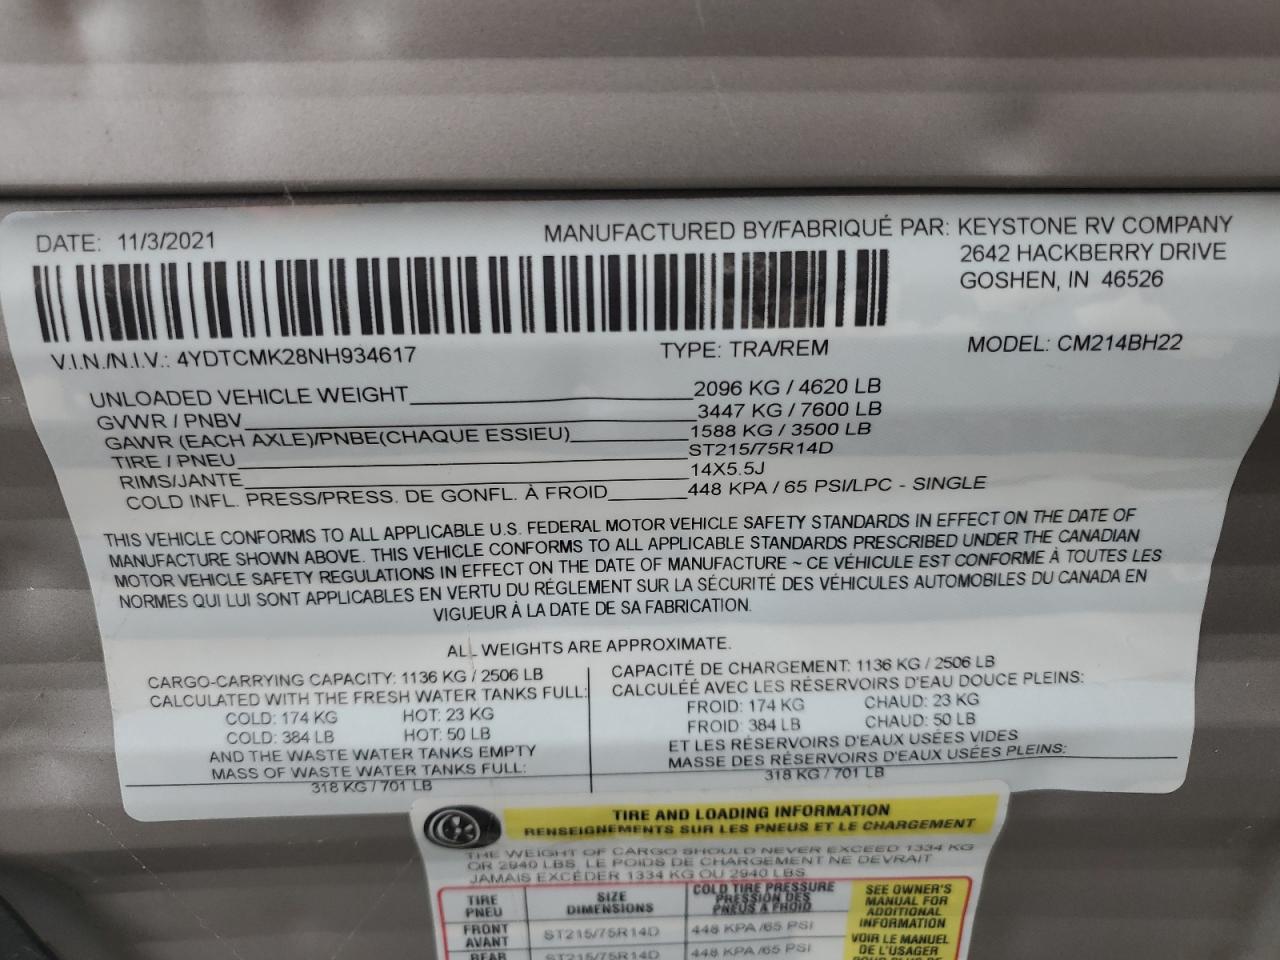 DATE: 11/3/2021
MANUFACTURED BY/FABRIQUÉ PAR: KEYSTONE RV COMPANY
2642 HACKBERRY DRIVE
GOSHEN, IN 46526
V.I.N./N.I.V.: 4YDTCMK28NH934617
TYPE: TRA/REM
MODEL: CM214BH22
UNLOADED VEHICLE WEIGHT 2096 KG / 4620 LB
GVWR / PNBV 3447 KG / 7600 LB
GAWR (EACH AXLE)/PNBE(CHAQUE ESSIEU) 1588 KG / 3500 LB
TIRE / PNEU ST215/75R14D
RIMS/JANTE 14X5.5J
COLD INFL. PRESS/PRESS. DE GONFL. À FROID 448 KPA / 65 PSI/LPC - SINGLE
THIS VEHICLE CONFORMS TO ALL APPLICABLE U.S. FEDERAL MOTOR VEHICLE SAFETY STANDARDS IN EFFECT ON THE DATE OF
MANUFACTURE SHOWN ABOVE. THIS VEHICLE CONFORMS TO ALL APPLICABLE STANDARDS PRESCRIBED UNDER THE CANADIAN
MOTOR VEHICLE SAFETY REGULATIONS IN EFFECT ON THE DATE OF MANUFACTURE ~ CE VÉHICULE EST CONFORME À TOUTES LES
NORMES QUI LUI SONT APPLICABLES EN VERTU DU RÉGLEMENT SUR LA SÉCURITÉ DES VÉHICULES AUTOMOBILES DU CANADA EN
VIGUEUR À LA DATE DE SA FABRICATION.
ALL WEIGHTS ARE APPROXIMATE.
CARGO-CARRYING CAPACITY: 1136 KG / 2506 LB
CALCULATED WITH THE FRESH WATER TANKS FULL:
COLD: 174 KG HOT: 23 KG
COLD: 384 LB HOT: 50 LB
AND THE WASTE WATER TANKS EMPTY
MASS OF WASTE WATER TANKS FULL:
318 KG / 701 LB
CAPACITÉ DE CHARGEMENT: 1136 KG / 2506 LB
CALCULÉE AVEC LES RÉSERVOIRS D'EAU DOUCE PLEINS:
FROID: 174 KG CHAUD: 23 KG
FROID: 384 LB CHAUD: 50 LB
ET LES RÉSERVOIRS D'EAUX USÉES VIDES
MASSE DES RÉSERVOIRS D'EAUX USÉES PLEINS:
318 KG / 701 LB
TIRE AND LOADING INFORMATION
RENSEIGNEMENTS SUR LES PNEUS ET LE CHARGEMENT
THE WEIGHT OF CARGO SHOULD NEVER EXCEED 1334 KG
OR 2940 LBS. LE POIDS DE CHARGEMENT NE DEVRAIT
JAMAIS EXCÉDER 1334 KG OU 2940 LBS.
TIRE
PNEU
SIZE
DIMENSIONS
COLD TIRE PRESSURE
PRESSION DES
PNEUS A FROID
SEE OWNER'S
MANUAL FOR
ADDITIONAL
INFORMATION
FRONT
AVANT
ST215/75R14D
448 KPA /65 PSI
VOIR LE MANUEL
DE L'USAGER
REAR
ST215/75R14D
448 KPA /65 PSI